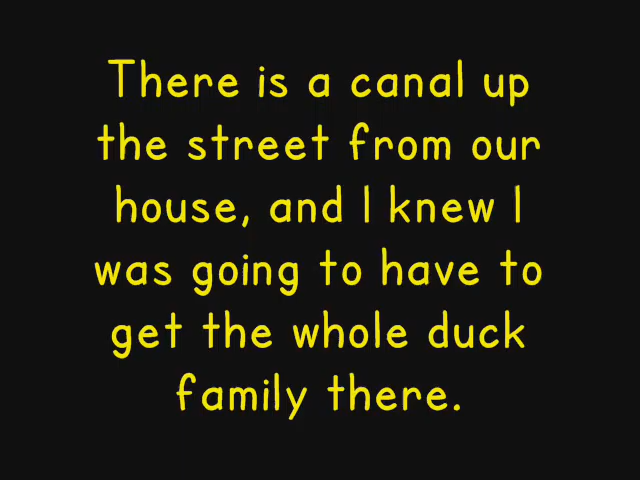 There is a canal up
the street from our
house, and I knew I
was going to have to
get the whole duck
family there.